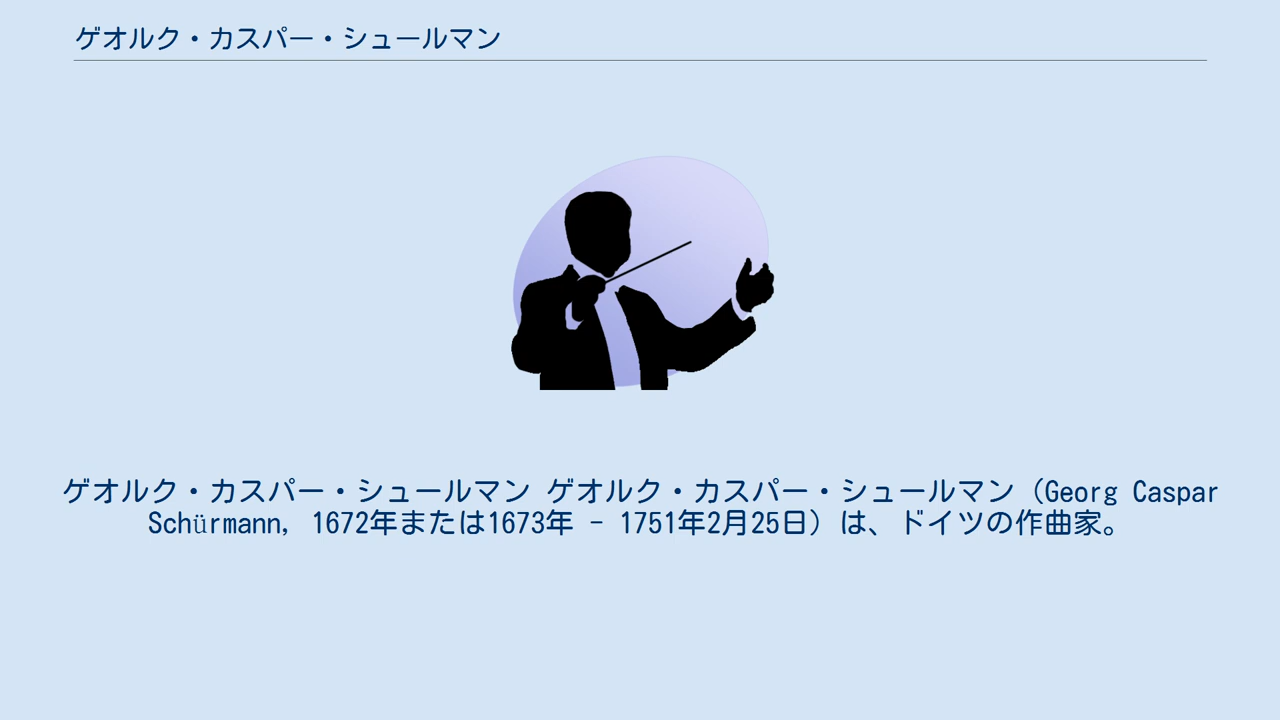 ゲオルク・カスパー・シュールマン
ゲオルク・カスパー・シュールマン ゲオルク・カスパー・シュールマン（Georg Caspar
Schürmann, 1672年または1673年 - 1751年2月25日）は、ドイツの作曲家。